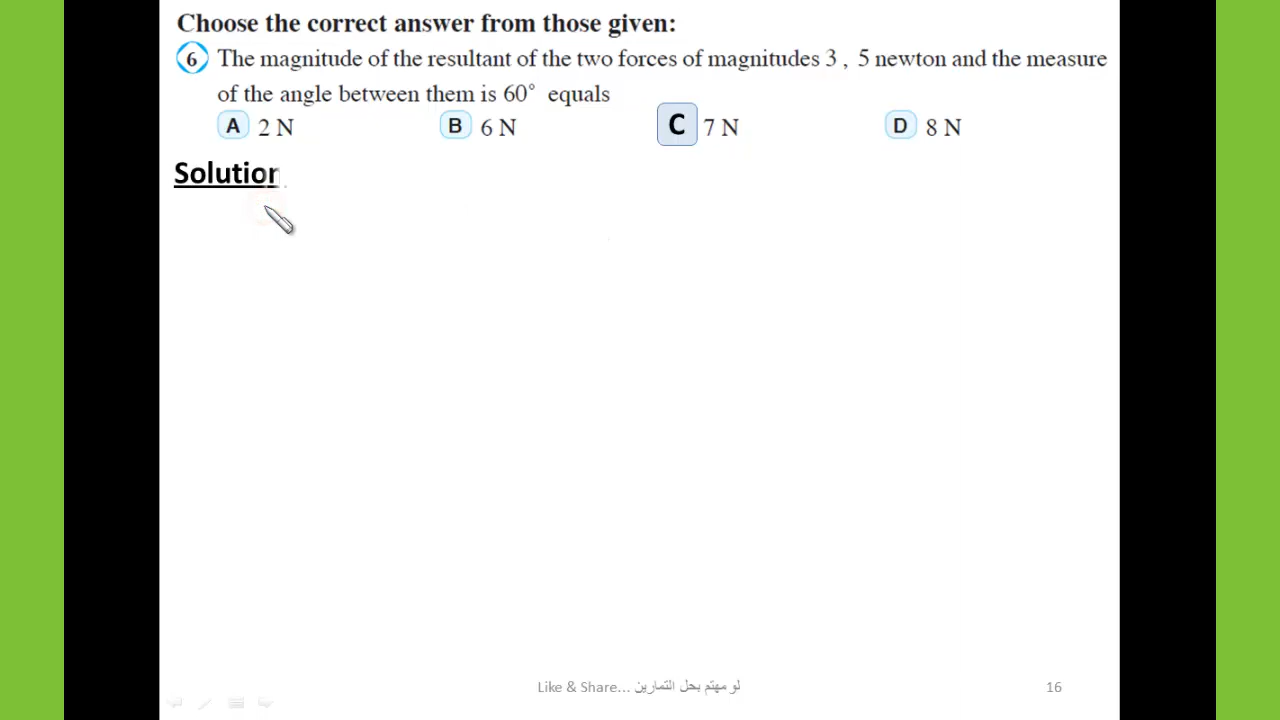 Choose the correct answer from those given:
6 The magnitude of the resultant of the two forces of magnitudes 3 , 5 newton and the measure
of the angle between them is 60° equals
A 2 N B 6 N C 7 N D 8 N
Solution
Like & Share... لو مهتم بحل التمارين 16